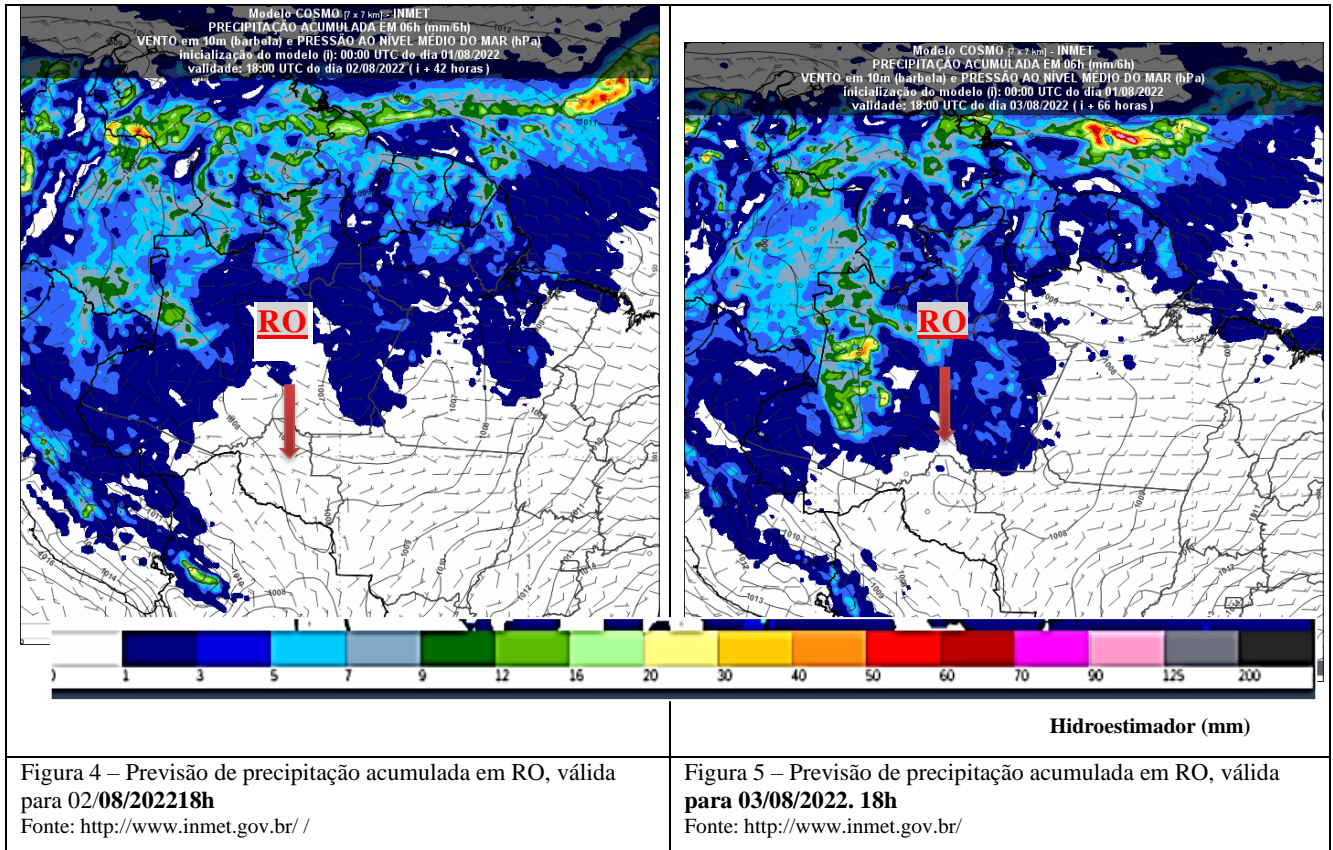 Modelo COSMO [7 x 7 km] - INMET
PRECIPITAÇÃO ACUMULADA EM 06h (mm/6h)
VENTO em 10m (barbela) e PRESSÃO AO NÍVEL MÉDIO DO MAR (hPa)
inicialização do modelo (i): 00:00 UTC do dia 01/08/2022
validade: 18:00 UTC do dia 02/08/2022 ( i + 42 horas )
RO
Modelo COSMO [7 x 7 km] - INMET
PRECIPITAÇÃO ACUMULADA EM 06h (mm/6h)
VENTO em 10m (barbela) e PRESSÃO AO NÍVEL MÉDIO DO MAR (hPa)
inicialização do modelo (i): 00:00 UTC do dia 01/08/2022
validade: 18:00 UTC do dia 03/08/2022 ( i + 66 horas )
RO
1 3 5 7 9 12 16 20 30 40 50 60 70 90 125 200
Hidroestimador (mm)
Figura 4 – Previsão de precipitação acumulada em RO, válida
para 02/08/202218h
Fonte: http://www.inmet.gov.br/ /
Figura 5 – Previsão de precipitação acumulada em RO, válida
para 03/08/2022. 18h
Fonte: http://www.inmet.gov.br/